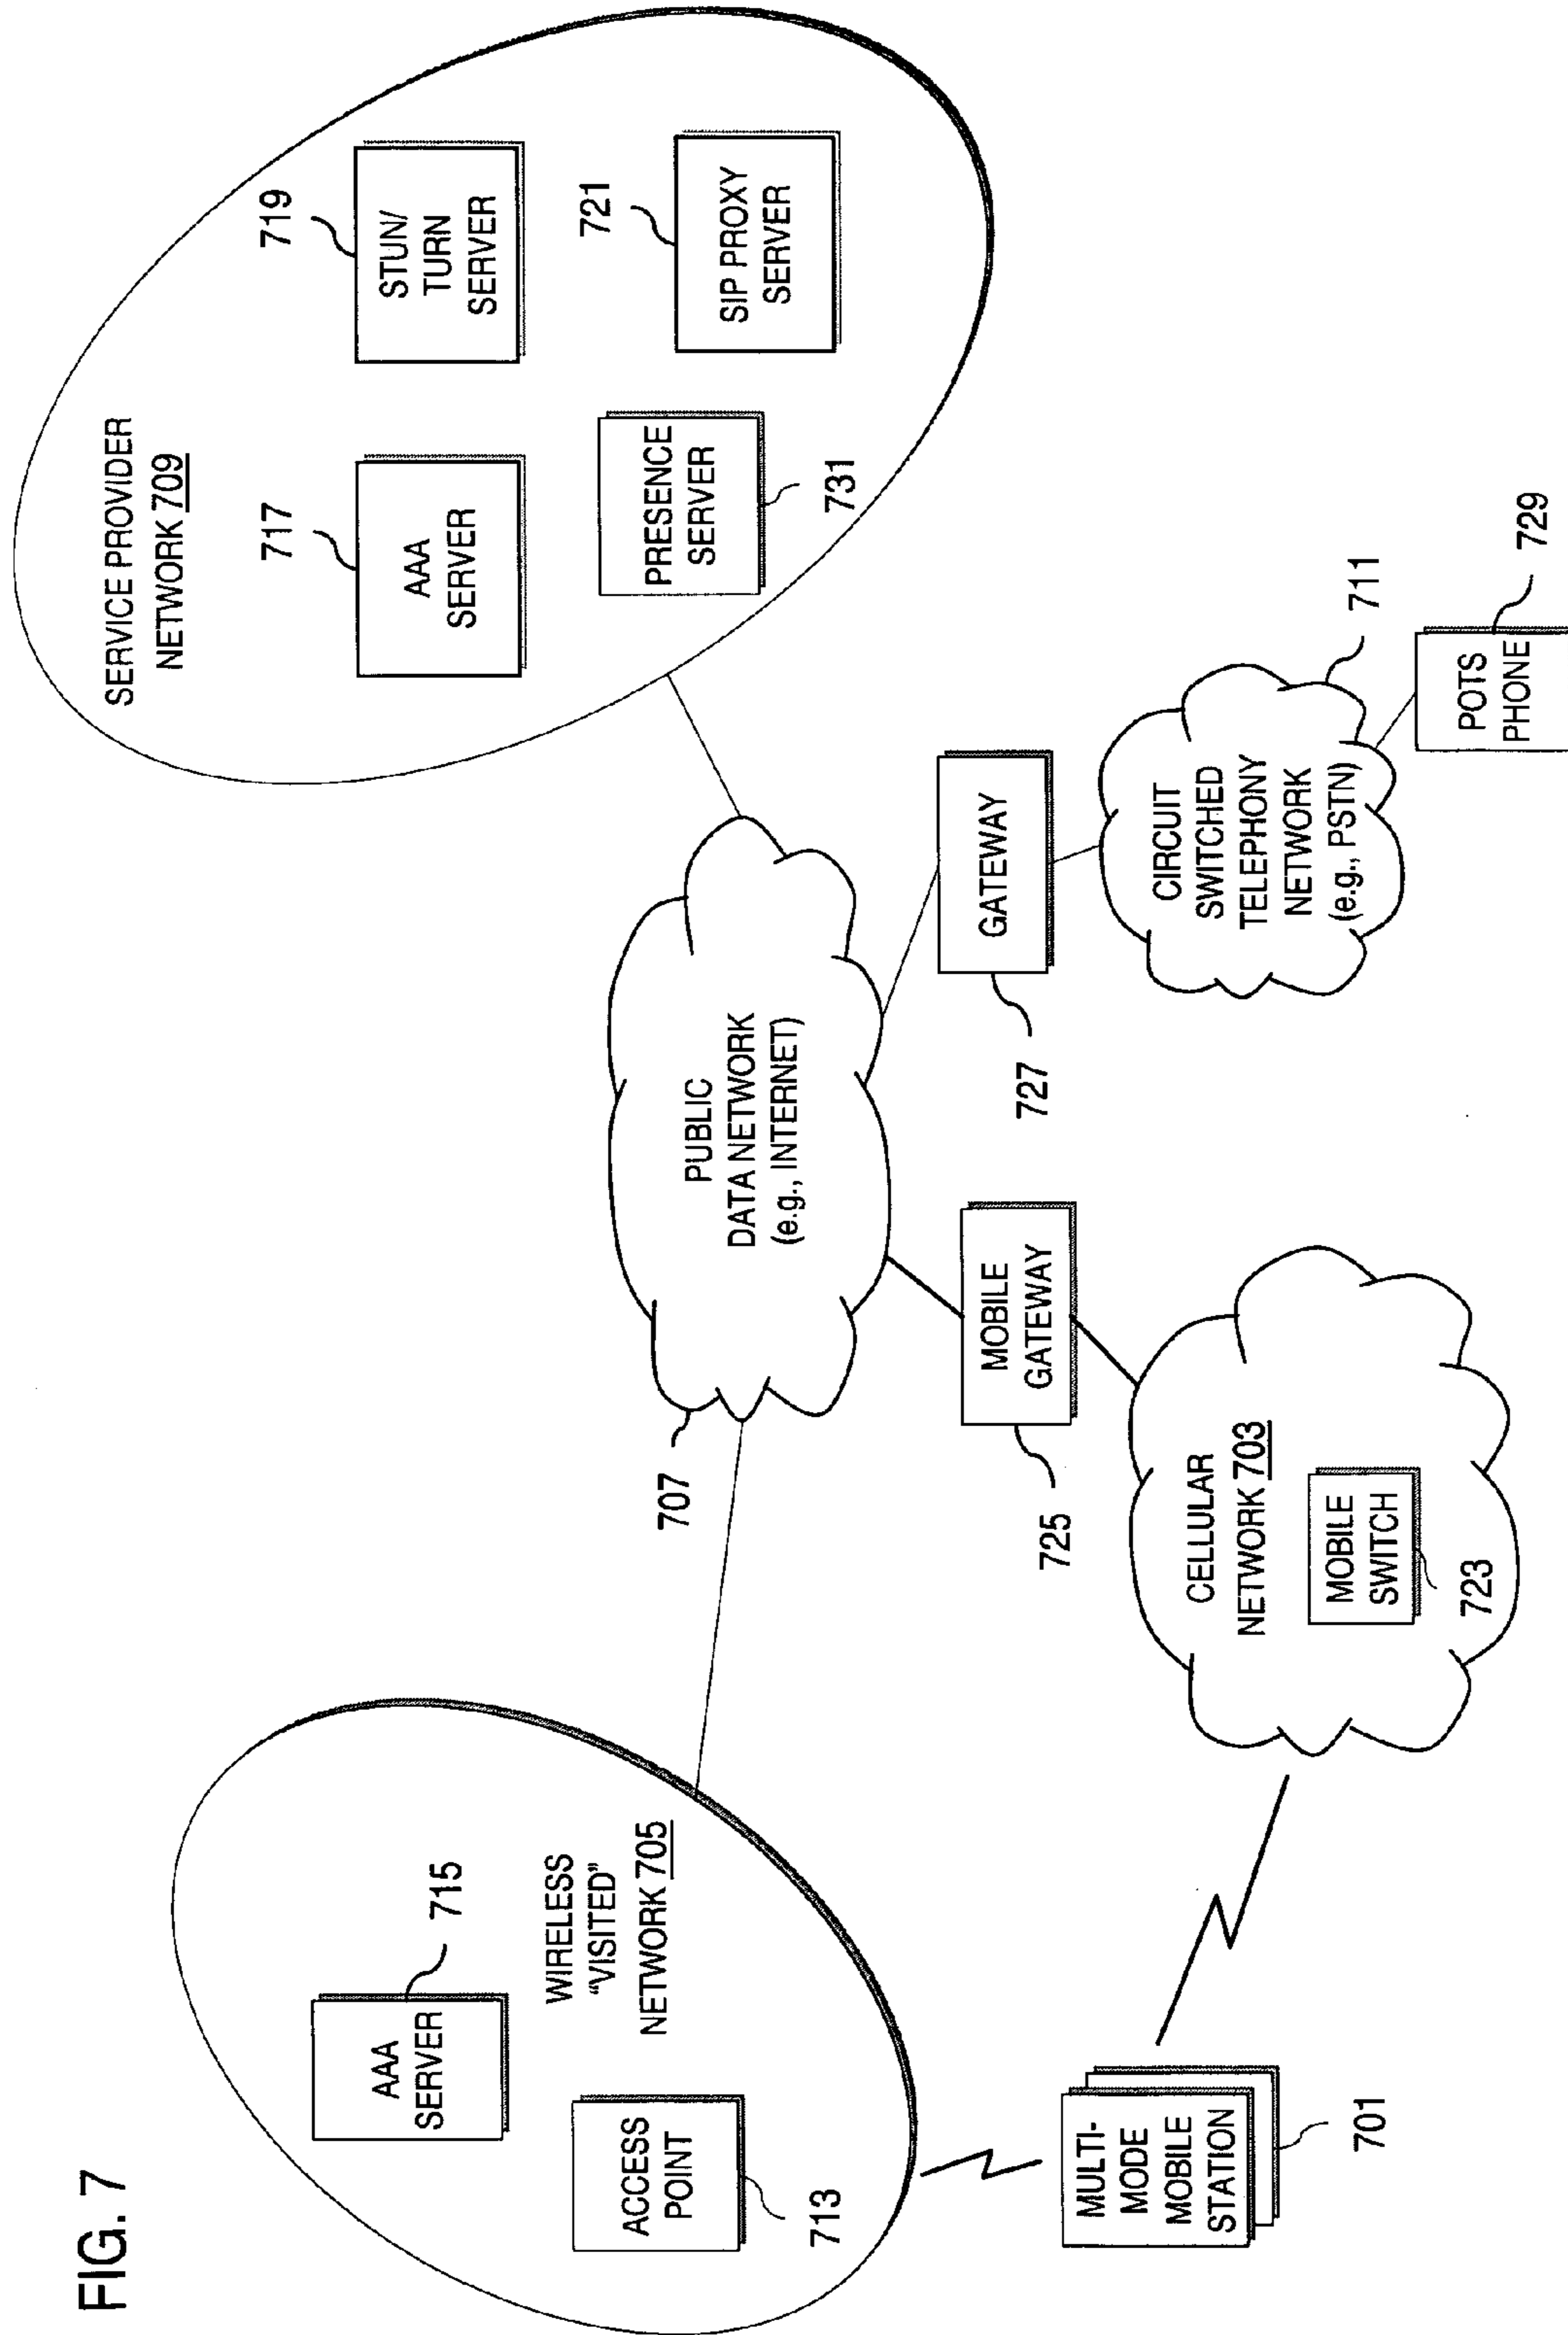 FIG. 7
AAA
SERVER
715
WIRELESS
“VISITED”
NETWORK 705
ACCESS
POINT
713
MULTI-
MODE
MOBILE
STATION
701
707
PUBLIC
DATA NETWORK
(e.g., INTERNET)
MOBILE
GATEWAY
725
CELLULAR
NETWORK 703
MOBILE
SWITCH
723
SERVICE PROVIDER
NETWORK 709
717
AAA
SERVER
719
STUN/
TURN
SERVER
PRESENCE
SERVER
731
721
SIP PROXY
SERVER
GATEWAY
727
CIRCUIT
SWITCHED
TELEPHONY
NETWORK
(e.g., PSTN)
711
POTS
PHONE
729